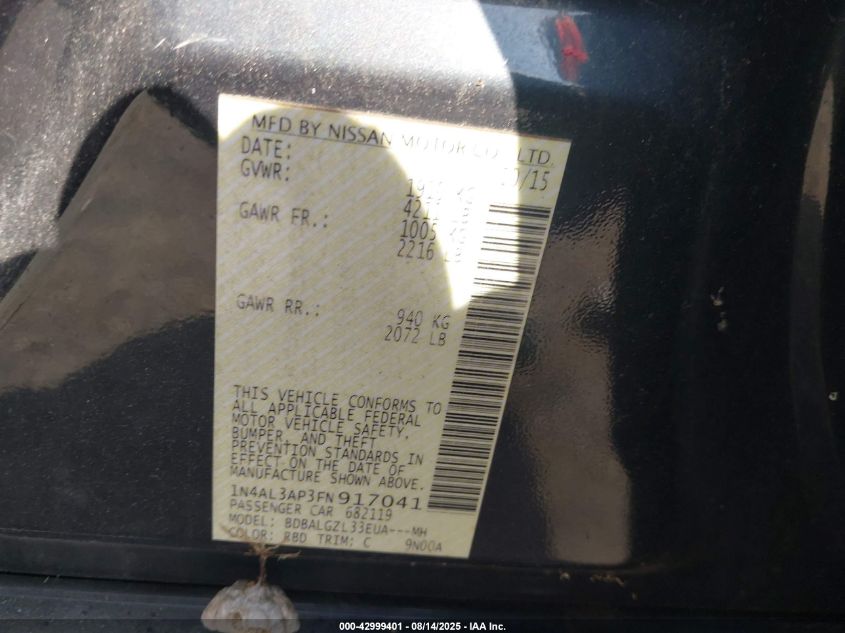 MFD BY NISSAN MOTOR CO., LTD.
DATE: /15
GVWR: KG
LB
GAWR FR.: 1005 KG
2216 LB
GAWR RR.: 940 KG
2072 LB
THIS VEHICLE CONFORMS TO
ALL APPLICABLE FEDERAL
MOTOR VEHICLE SAFETY,
BUMPER, AND THEFT
PREVENTION STANDARDS IN
EFFECT ON THE DATE OF
MANUFACTURE SHOWN ABOVE.
1N4AL3AP3FN917041
PASSENGER CAR 682119
MODEL: BDBALGZL33EUA---MH
COLOR: RBD TRIM: C 9N00A
000-42999401 - 08/14/2025 - IAA Inc.